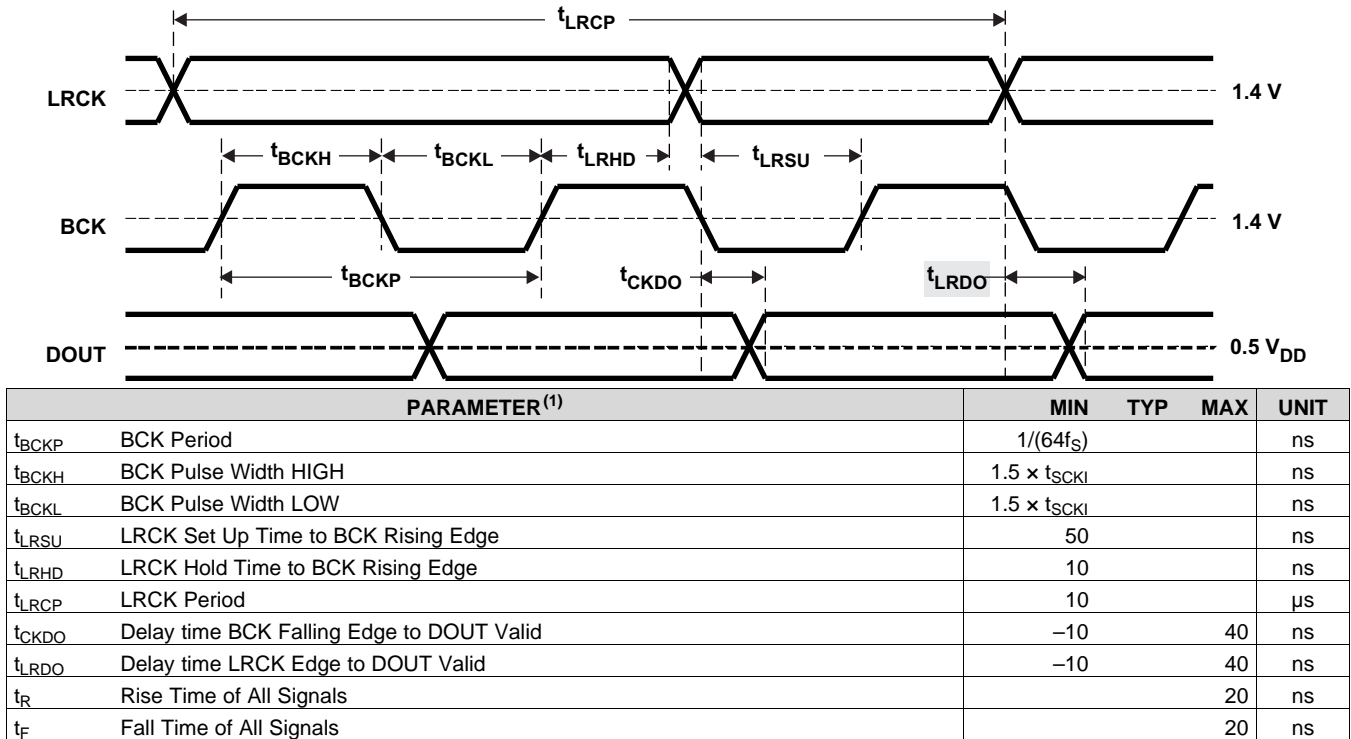 tLRCP
LRCK 1.4 V
tBCKH tBCKL tLRHD tLRSU
BCK 1.4 V
tBCKP tCKDO tLRDO
DOUT 0.5 VDD
PARAMETER(1) MIN TYP MAX UNIT
tBCKP BCK Period 1/(64fS) ns
tBCKH BCK Pulse Width HIGH 1.5 × tSCKI ns
tBCKL BCK Pulse Width LOW 1.5 × tSCKI ns
tLRSU LRCK Set Up Time to BCK Rising Edge 50 ns
tLRHD LRCK Hold Time to BCK Rising Edge 10 ns
tLRCP LRCK Period 10 µs
tCKDO Delay time BCK Falling Edge to DOUT Valid –10 40 ns
tLRDO Delay time LRCK Edge to DOUT Valid –10 40 ns
tR Rise Time of All Signals 20 ns
tF Fall Time of All Signals 20 ns